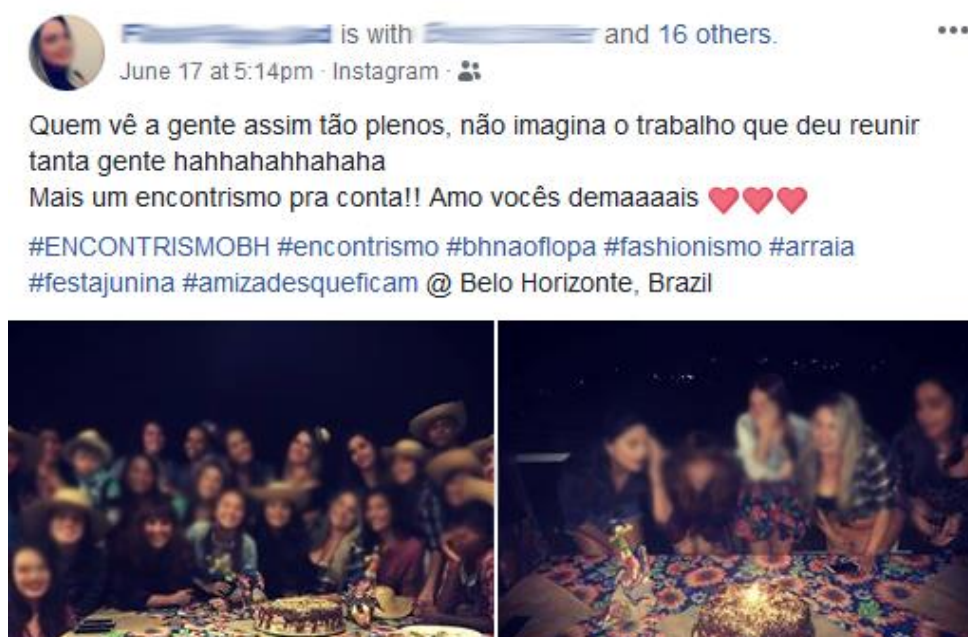 is with and 16 others.
June 17 at 5:14pm · Instagram ·
Quem vê a gente assim tão plenos, não imagina o trabalho que deu reunir
tanta gente hahhahahhahaha
Mais um encontrismo pra conta!! Amo vocês demaaaais
#ENCONTRISMOBH #encontrismo #bhnaoflopa #fashionismo #arraia
#festajunina #amizadesqueficam @ Belo Horizonte, Brazil